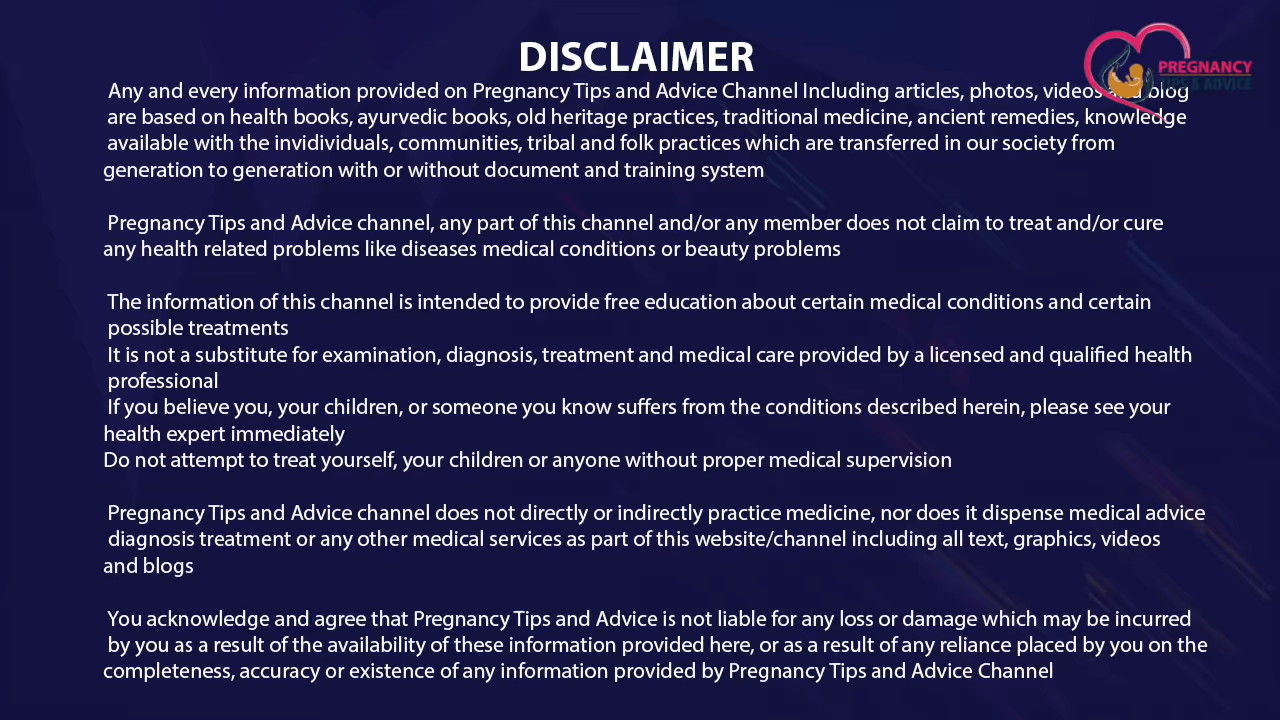 DISCLAIMER
PREGNANCY
TIPS & ADVICE
Any and every information provided on Pregnancy Tips and Advice Channel Including articles, photos, videos and blog
are based on health books, ayurvedic books, old heritage practices, traditional medicine, ancient remedies, knowledge
available with the invidividuals, communities, tribal and folk practices which are transferred in our society from
generation to generation with or without document and training system
Pregnancy Tips and Advice channel, any part of this channel and/or any member does not claim to treat and/or cure
any health related problems like diseases medical conditions or beauty problems
The information of this channel is intended to provide free education about certain medical conditions and certain
possible treatments
It is not a substitute for examination, diagnosis, treatment and medical care provided by a licensed and qualified health
professional
If you believe you, your children, or someone you know suffers from the conditions described herein, please see your
health expert immediately
Do not attempt to treat yourself, your children or anyone without proper medical supervision
Pregnancy Tips and Advice channel does not directly or indirectly practice medicine, nor does it dispense medical advice
diagnosis treatment or any other medical services as part of this website/channel including all text, graphics, videos
and blogs
You acknowledge and agree that Pregnancy Tips and Advice is not liable for any loss or damage which may be incurred
by you as a result of the availability of these information provided here, or as a result of any reliance placed by you on the
completeness, accuracy or existence of any information provided by Pregnancy Tips and Advice Channel